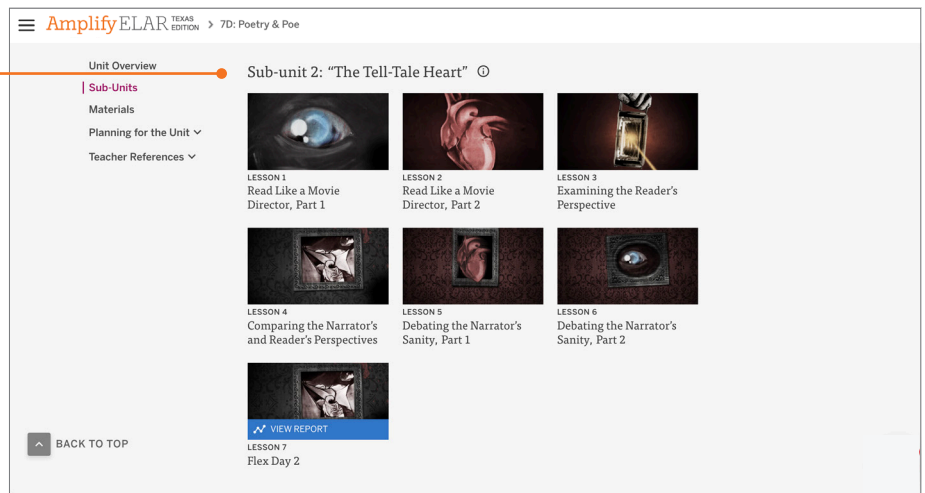 Amplify ELAR TEXAS EDITION > 7D: Poetry & Poe
Unit Overview
Sub-Units
Materials
Planning for the Unit
Teacher References
Sub-unit 2: “The Tell-Tale Heart”
LESSON 1
Read Like a Movie
Director, Part 1
LESSON 2
Read Like a Movie
Director, Part 2
LESSON 3
Examining the Reader’s
Perspective
LESSON 4
Comparing the Narrator’s
and Reader’s Perspectives
LESSON 5
Debating the Narrator’s
Sanity, Part 1
LESSON 6
Debating the Narrator’s
Sanity, Part 2
VIEW REPORT
LESSON 7
Flex Day 2
BACK TO TOP